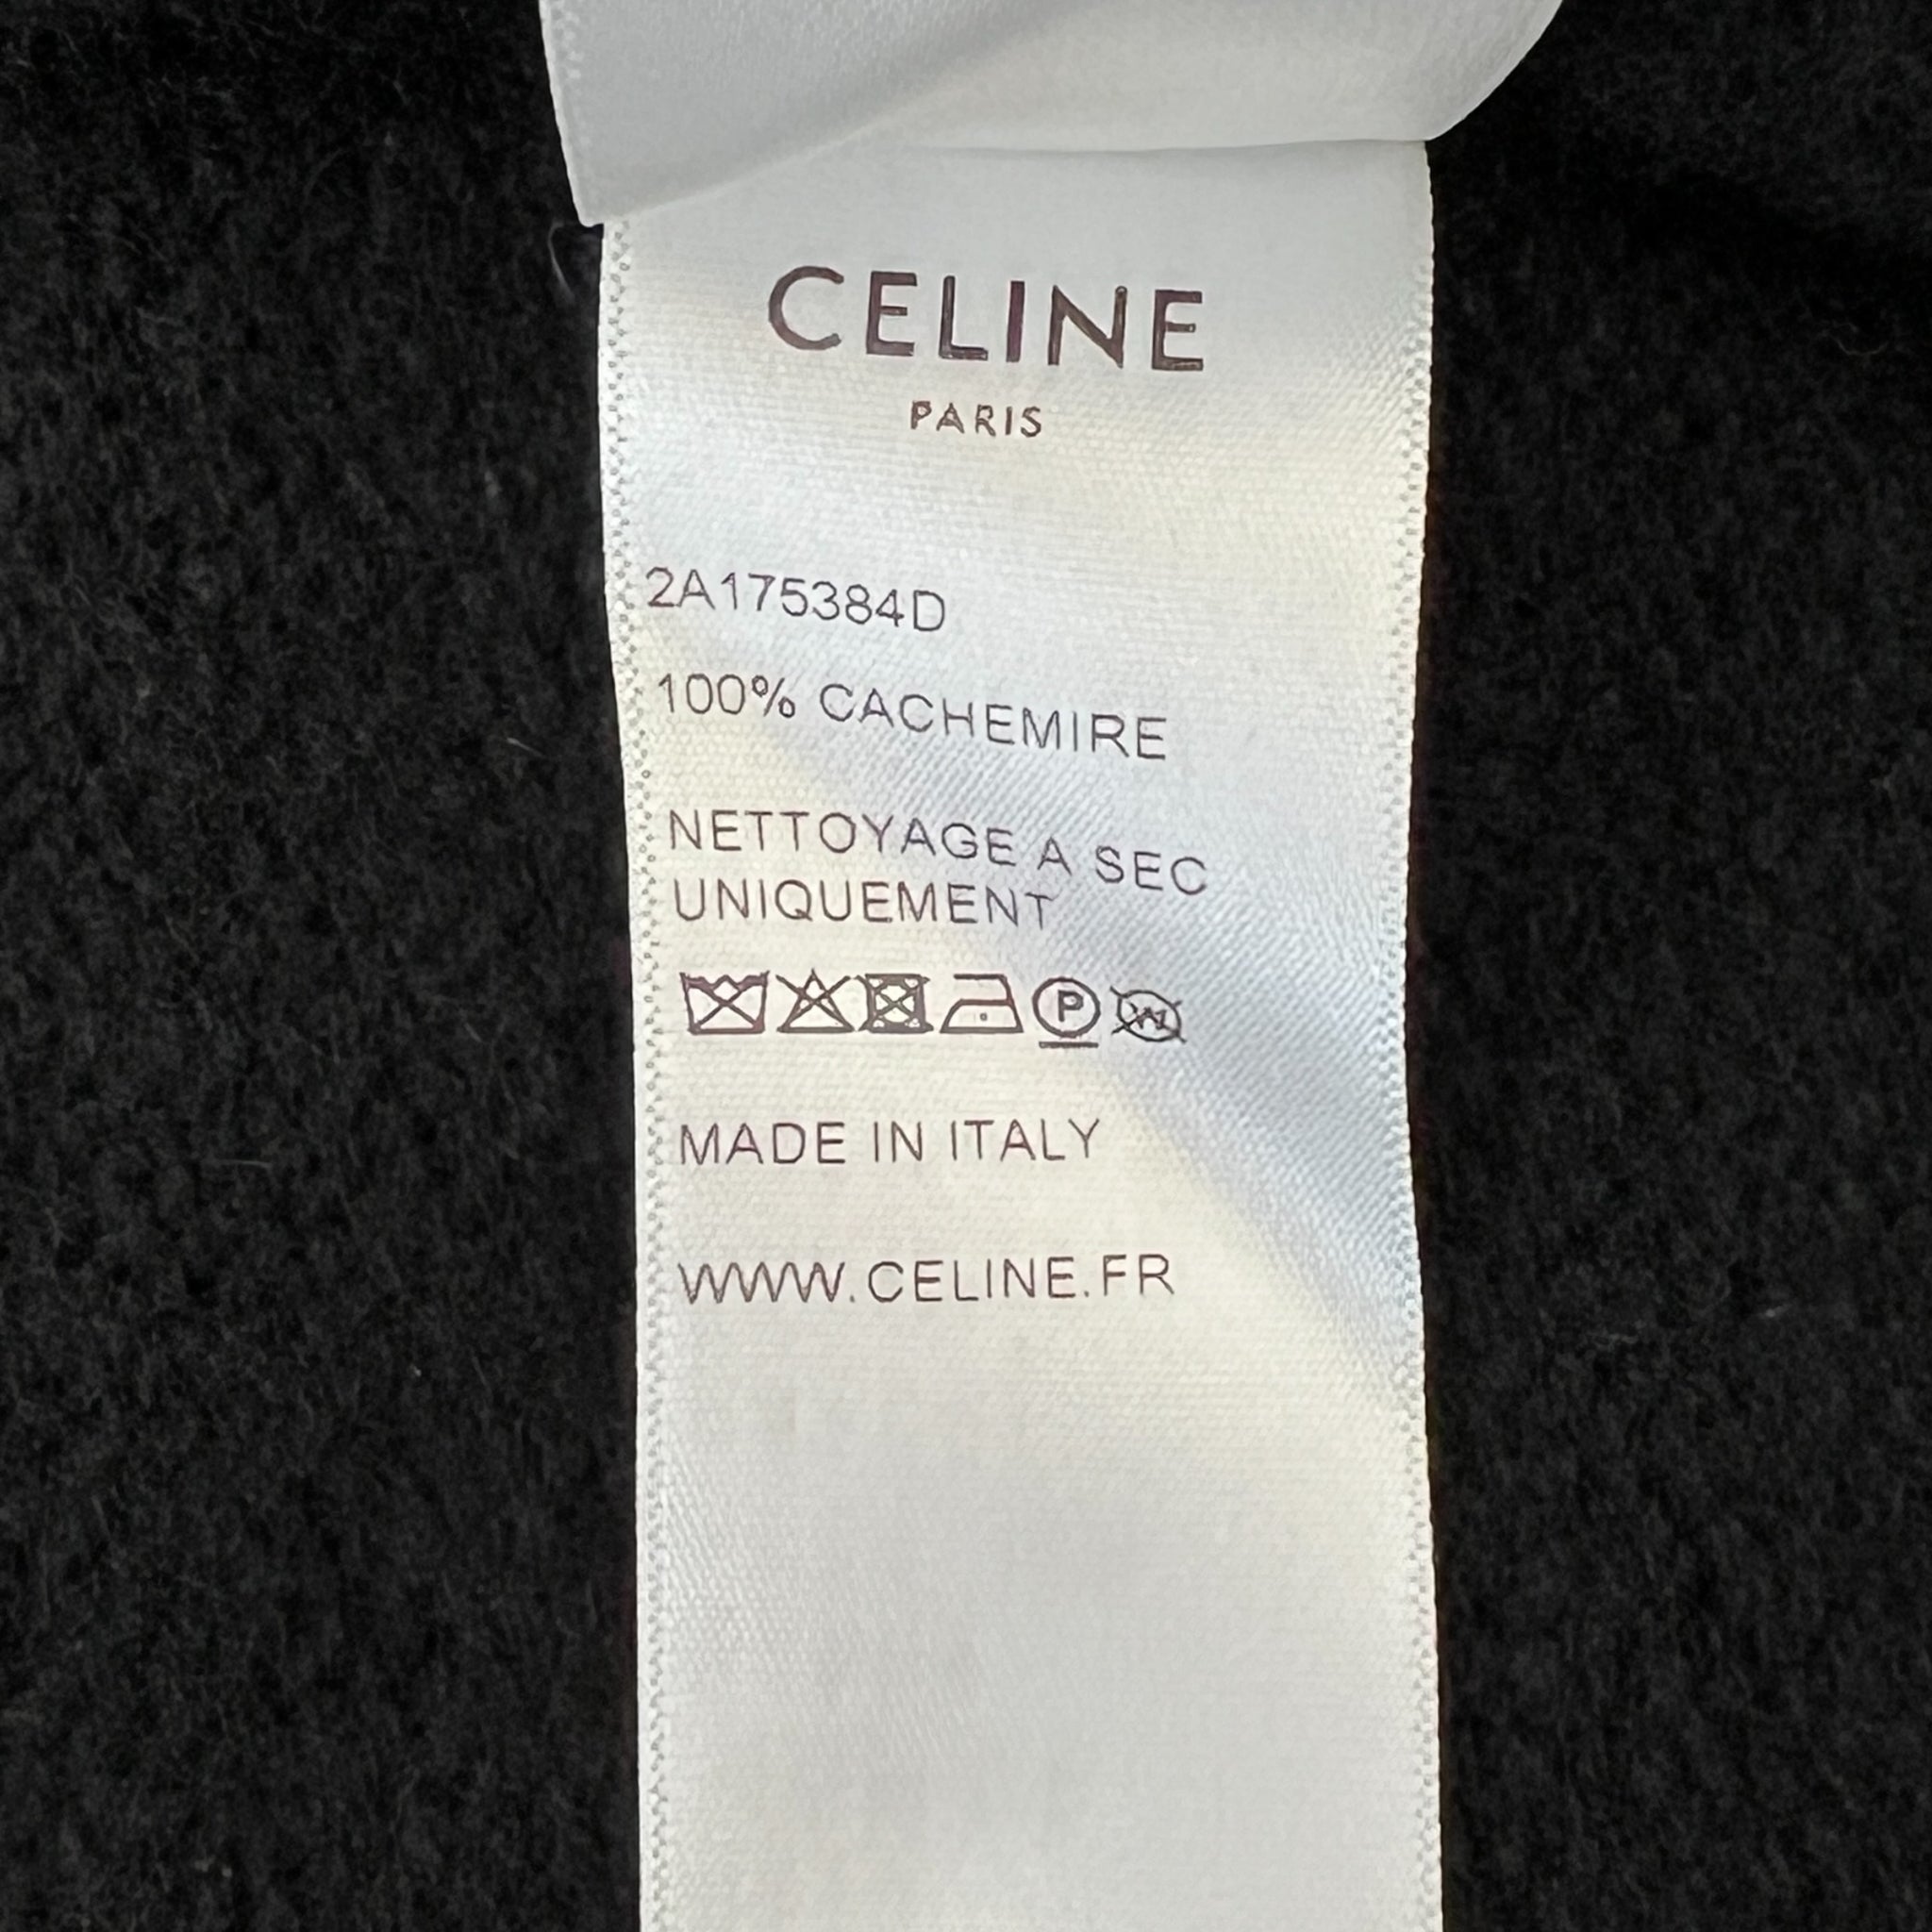 CELINE
PARIS
2A175384D
100% CACHEMIRE
NETTOYAGE A SEC
UNIQUEMENT
P W
MADE IN ITALY
WWW.CELINE.FR